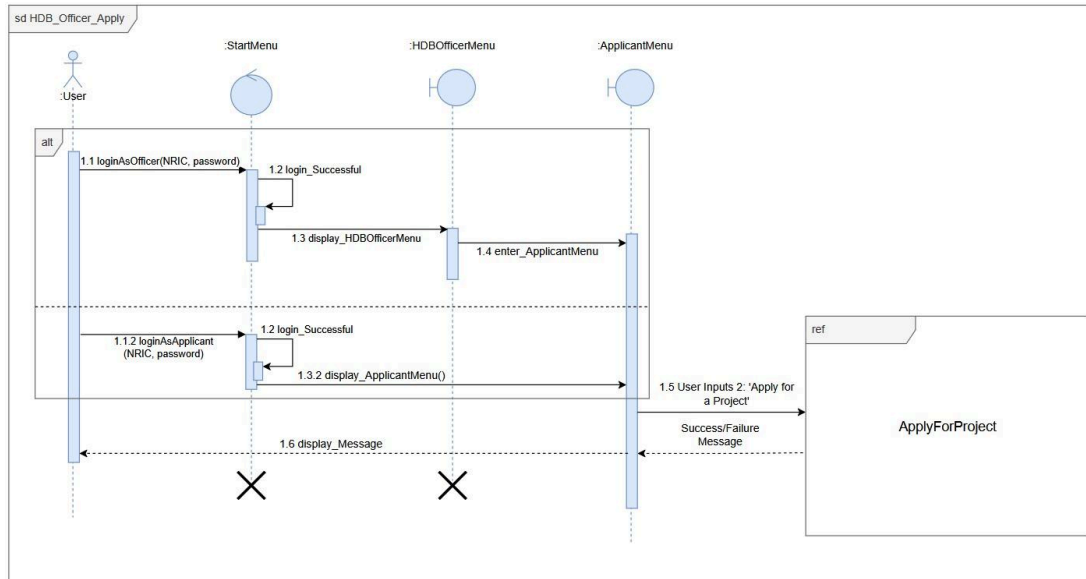 sd HDB_Officer_Apply
:StartMenu
:HDBOfficerMenu
:ApplicantMenu
:User
alt
1.1 loginAsOfficer(NRIC, password)
1.2 login_Successful
1.3 display_HDBOfficerMenu
1.4 enter_ApplicantMenu
1.1.2 loginAsApplicant
(NRIC, password)
1.2 login_Successful
1.3.2 display_ApplicantMenu()
ref
1.5 User Inputs 2: 'Apply for
a Project'
ApplyForProject
Success/Failure
Message
1.6 display_Message